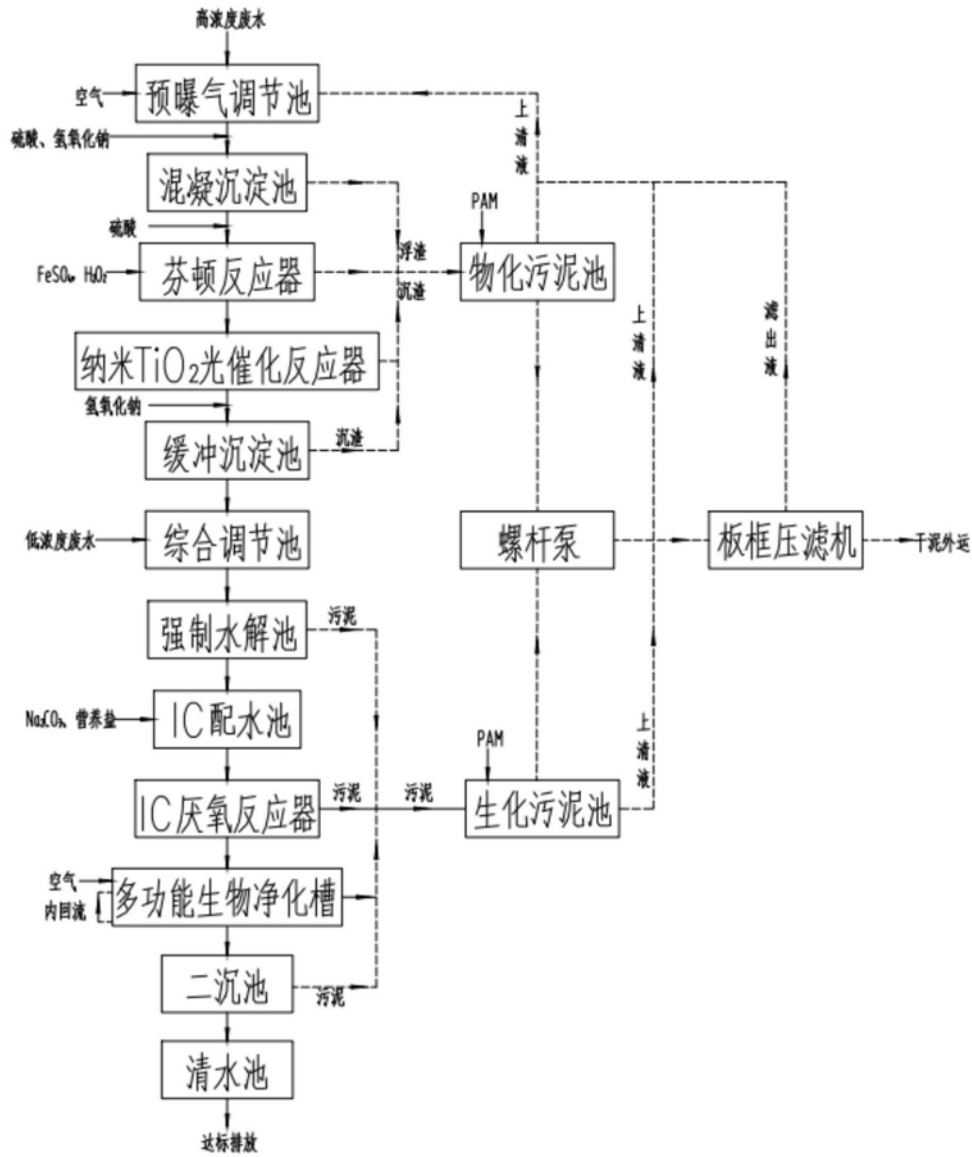 高浓度废水
空气
预曝气调节池
硫酸、氢氧化钠
上清液
混凝沉淀池
PAM
硫酸
浮渣
FeSO₄、H₂O₂
芬顿反应器
沉渣
物化污泥池
上清液
滤出液
纳米TiO₂光催化反应器
氢氧化钠
缓冲沉淀池
沉渣
低浓度废水
综合调节池
螺杆泵
板框压滤机
干泥外运
强制水解池
污泥
Na₂CO₃、营养盐
IC配水池
PAM
上清液
IC厌氧反应器
污泥
污泥
生化污泥池
空气
内回流
多功能生物净化槽
二沉池
污泥
清水池
达标排放